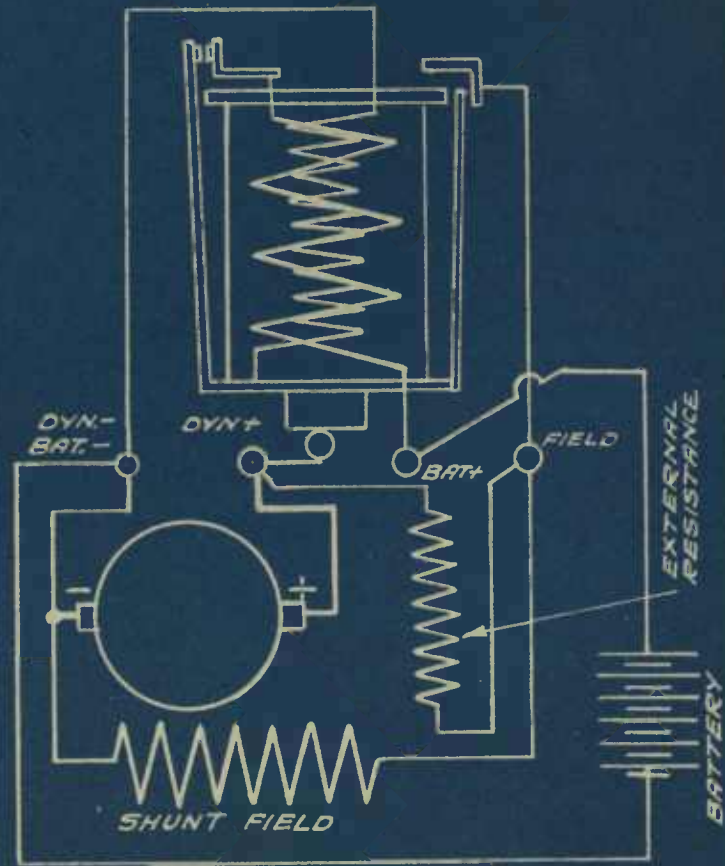 DYN.-
BAT.-
DYN+
BAT+
FIELD
EXTERNAL
RESISTANCE
-
+
SHUNT FIELD
BATTERY